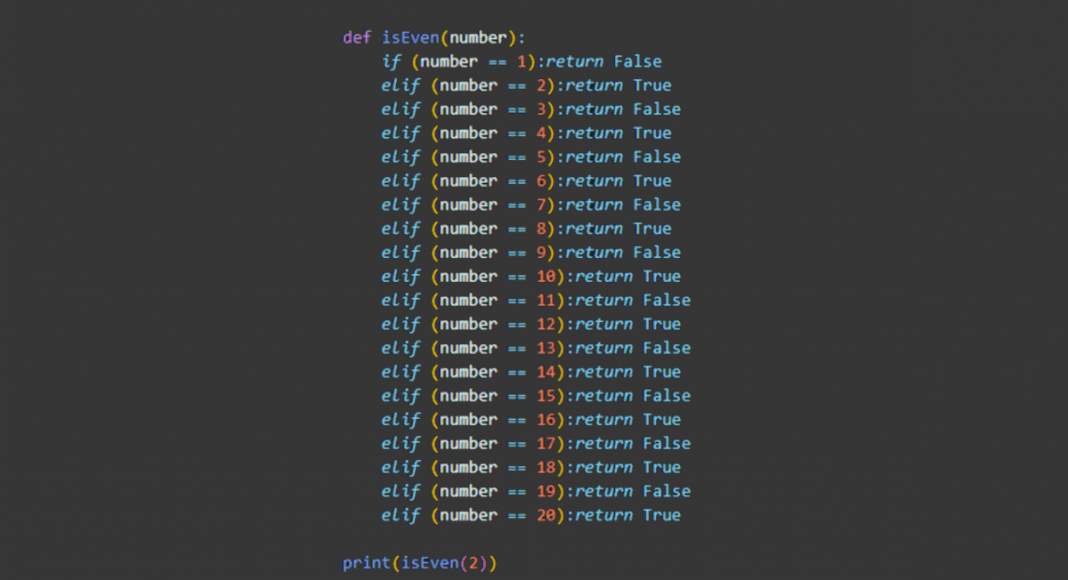 def isEven(number):
    if (number == 1):return False
    elif (number == 2):return True
    elif (number == 3):return False
    elif (number == 4):return True
    elif (number == 5):return False
    elif (number == 6):return True
    elif (number == 7):return False
    elif (number == 8):return True
    elif (number == 9):return False
    elif (number == 10):return True
    elif (number == 11):return False
    elif (number == 12):return True
    elif (number == 13):return False
    elif (number == 14):return True
    elif (number == 15):return False
    elif (number == 16):return True
    elif (number == 17):return False
    elif (number == 18):return True
    elif (number == 19):return False
    elif (number == 20):return True

print(isEven(2))